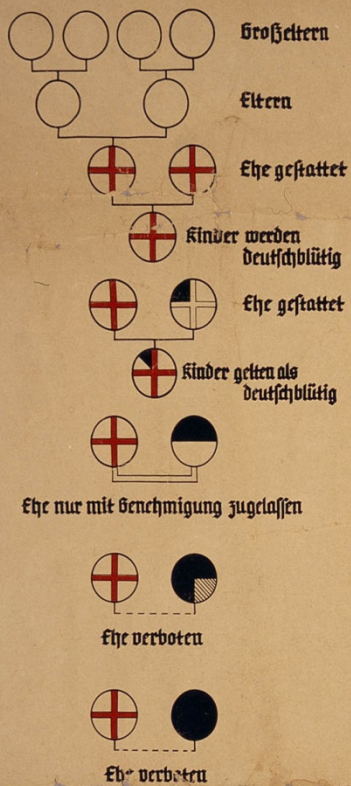 Großeltern
Eltern
Ehe gestattet
Kinder werden
deutschblütig
Ehe gestattet
Kinder gelten als
deutschblütig
Ehe nur mit Genehmigung zugelassen
Ehe verboten
Ehe verboten